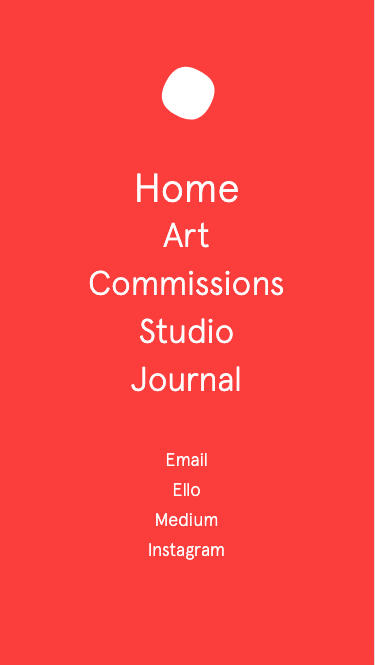 Home
Art
Commissions
Studio
Journal
Email
Ello
Medium
Instagram